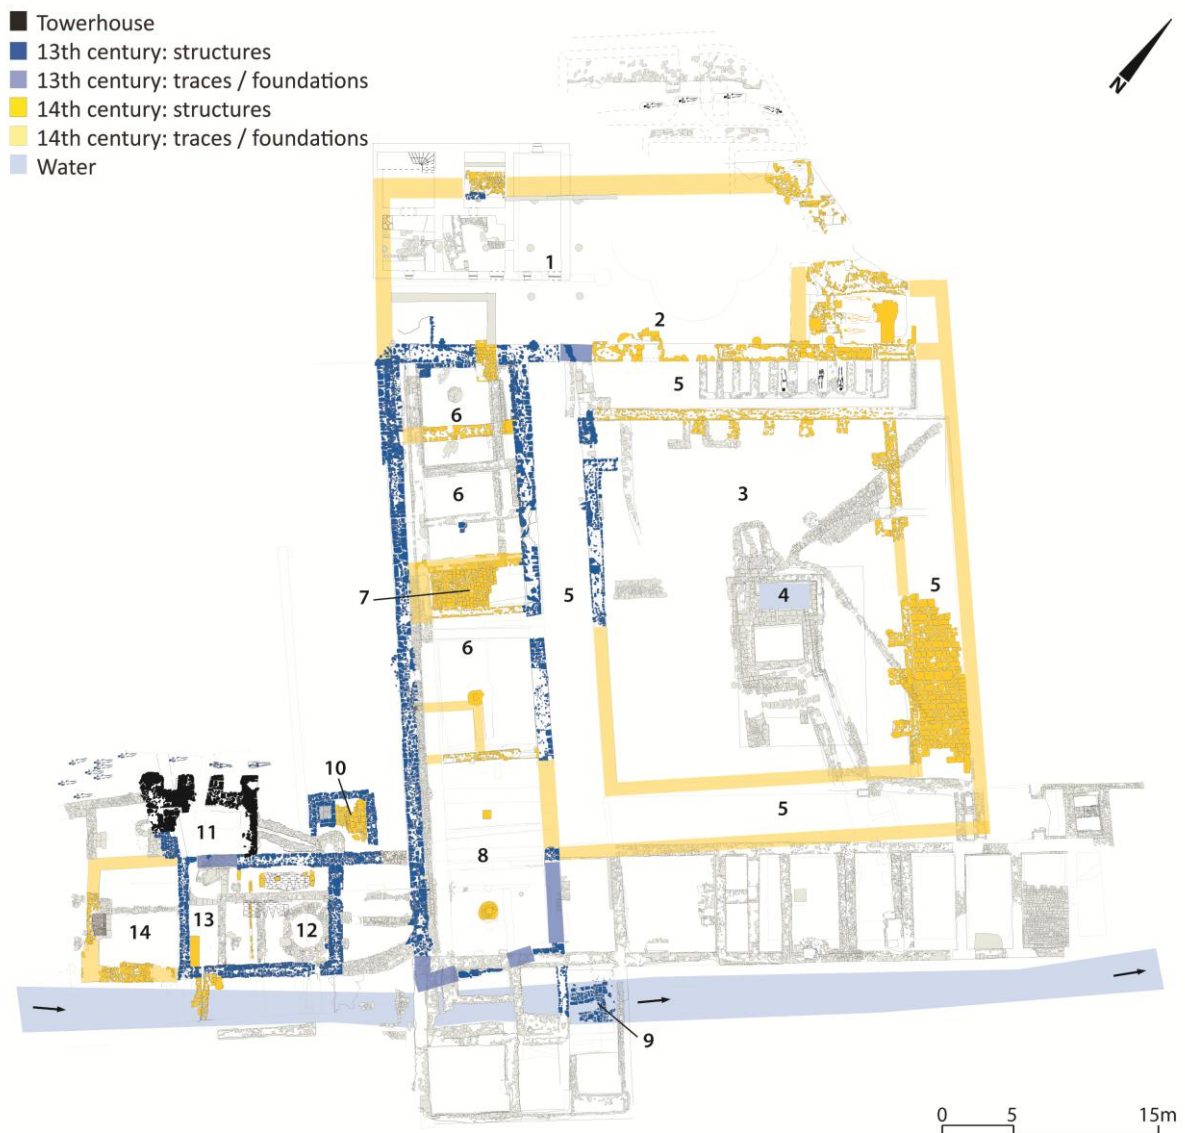 Towerhouse
13th century: structures
13th century: traces / foundations
14th century: structures
14th century: traces / foundations
Water
N
1
2
5
6
3
6
4
7
5
5
6
10
11
5
8
13
12
14
9
0 5 15m